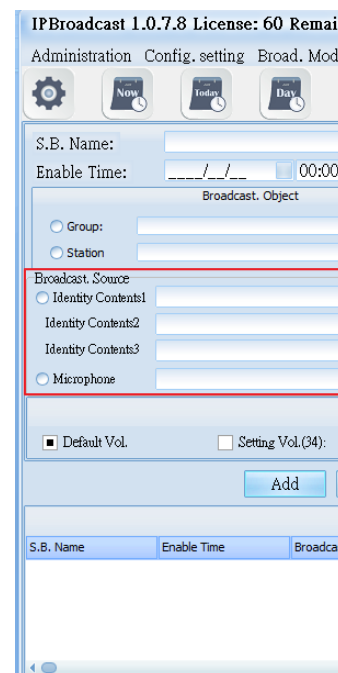 IPBroadcast 1.0.7.8 License: 60 Remai
Administration Config. setting Broad. Mod
Now Today Day
S.B. Name:
Enable Time: ____/__/__ 00:00
Broadcast. Object
Group:
Station
Broadcast. Source
Identity Contents1
Identity Contents2
Identity Contents3
Microphone
Default Vol. Setting Vol.(34):
Add
S.B. Name Enable Time Broadca